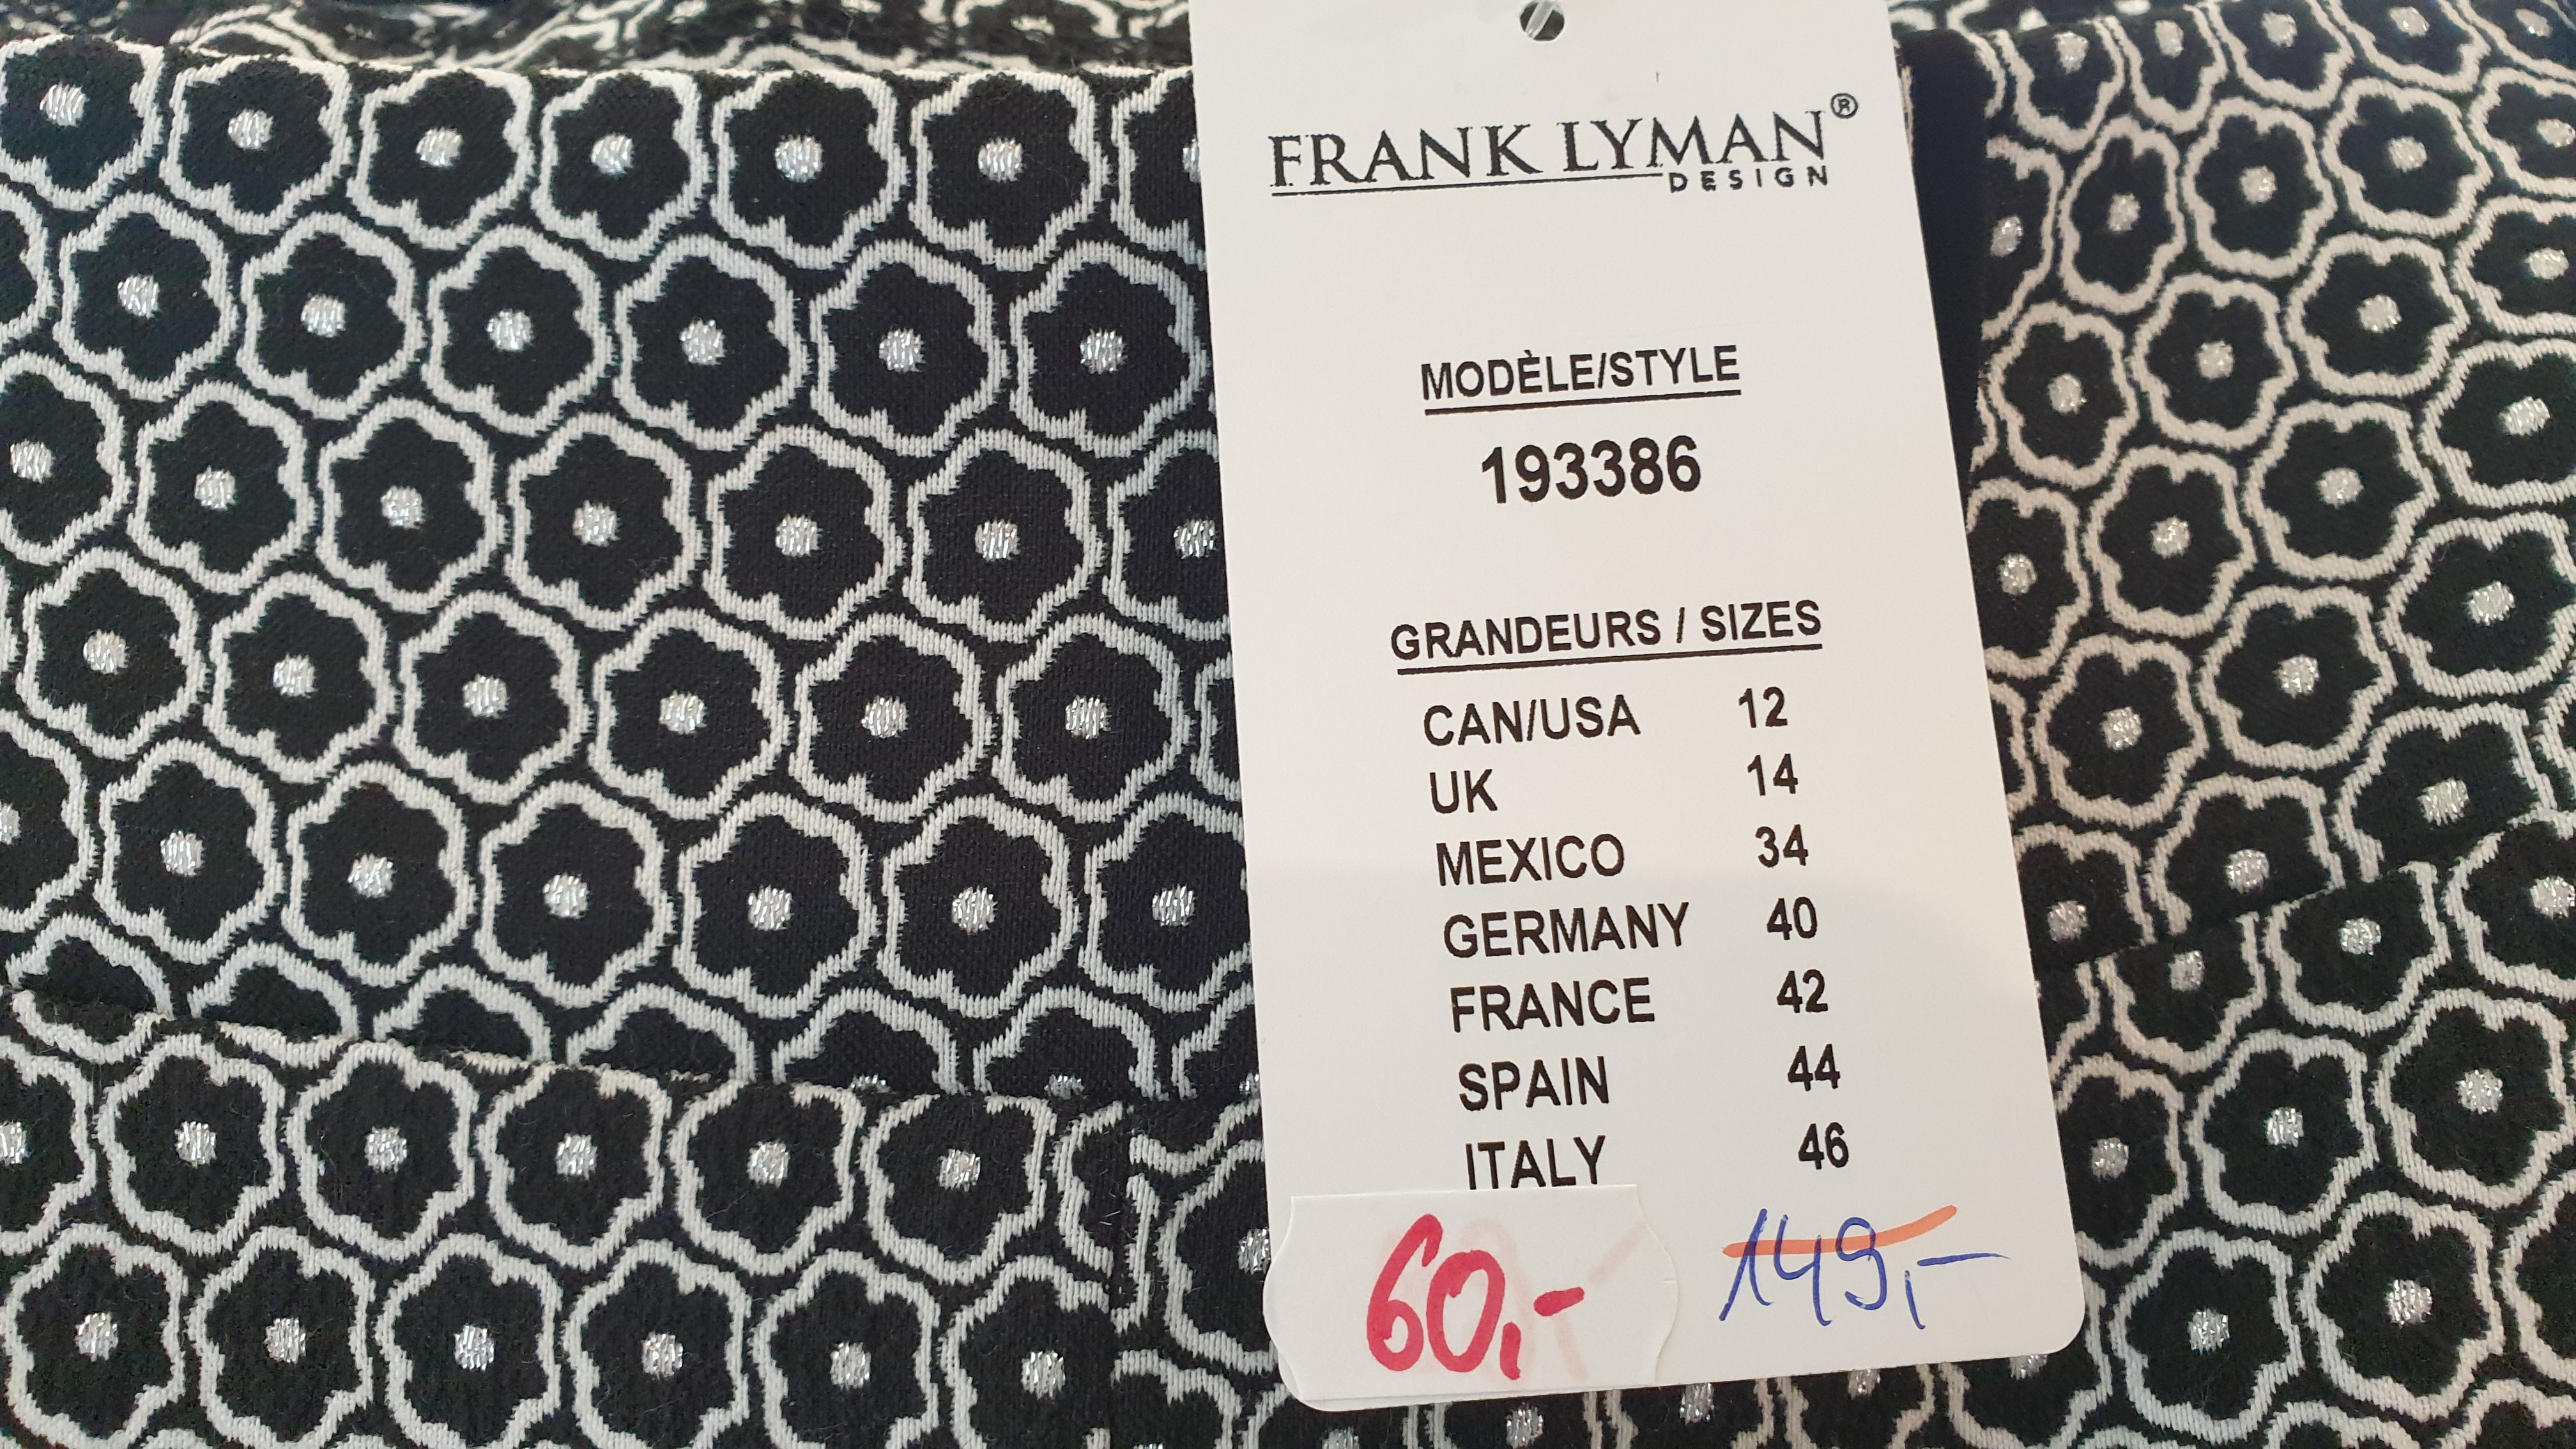 FRANK LYMAN®
DESIGN
MODÈLE/STYLE
193386
GRANDEURS / SIZES
CAN/USA 12
UK 14
MEXICO 34
GERMANY 40
FRANCE 42
SPAIN 44
ITALY 46
60,- 149,-